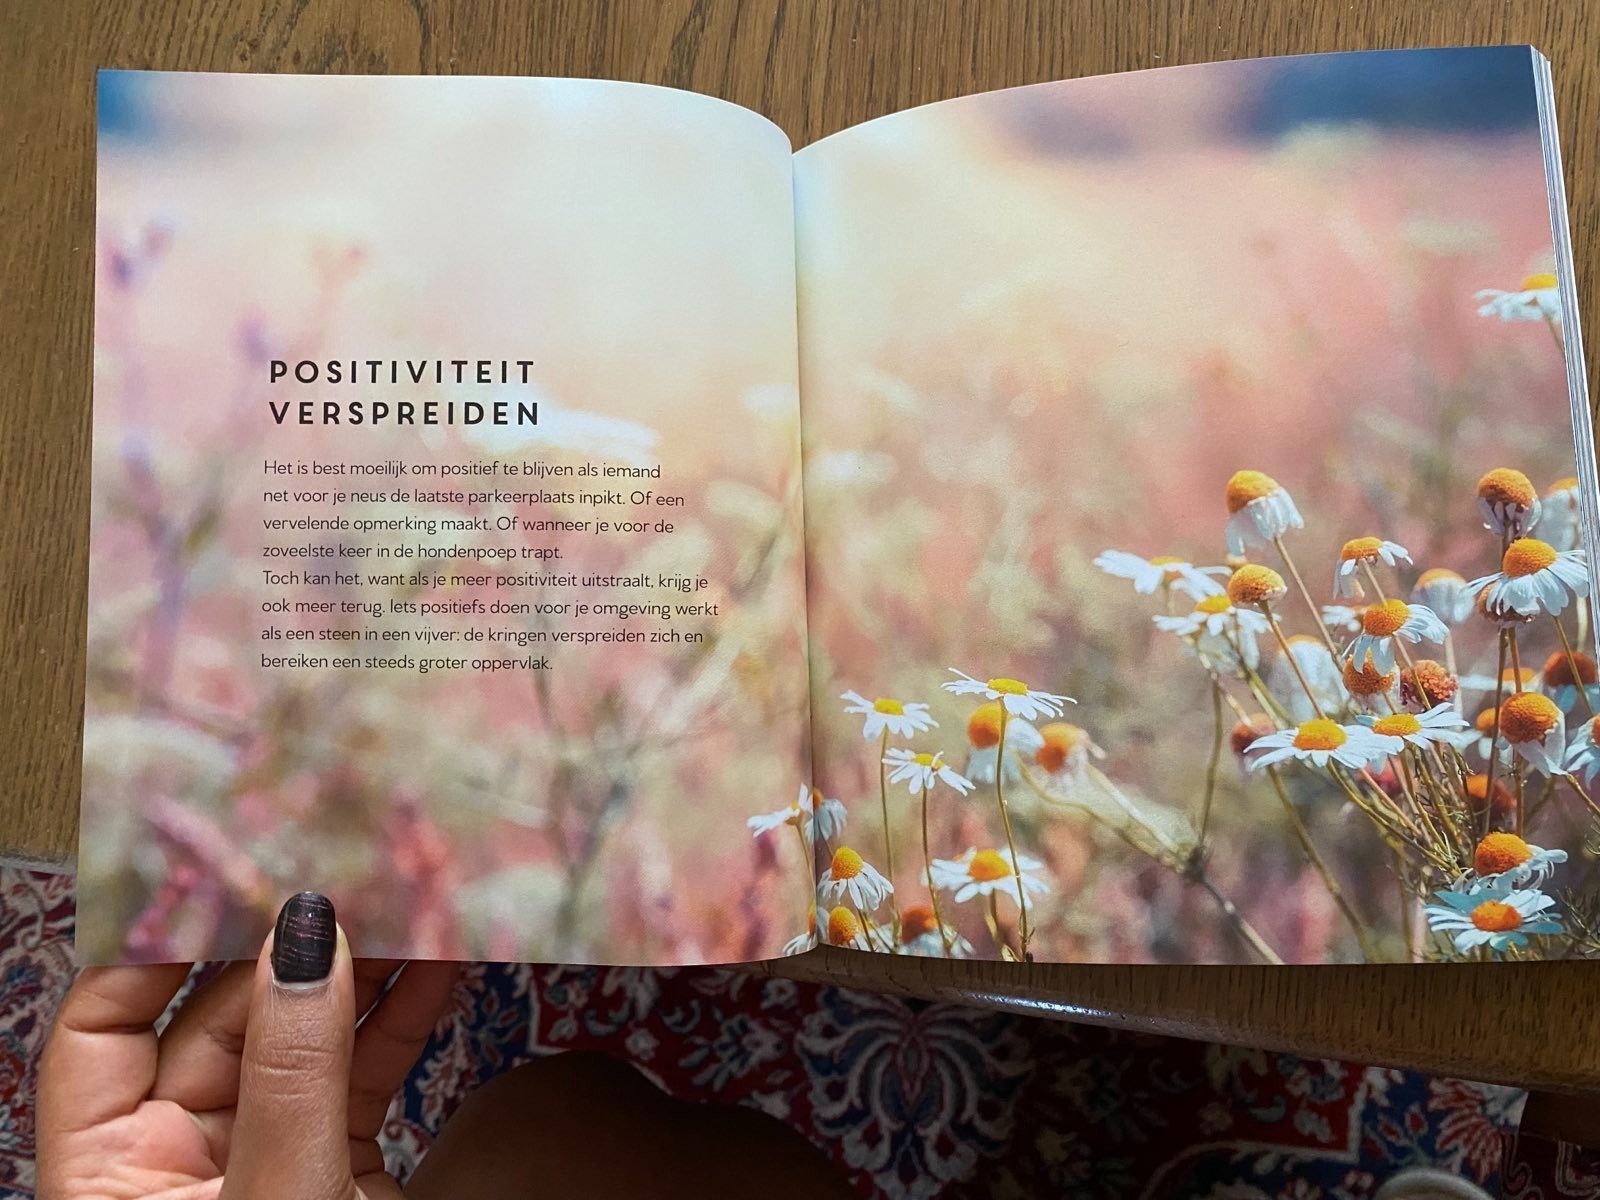 POSITIVITEIT
VERSPREIDEN
Het is best moeilijk om positief te blijven als iemand
net voor je neus de laatste parkeerplaats inpikt. Of een
vervelende opmerking maakt. Of wanneer je voor de
zoveelste keer in de hondenpoep trapt.
Toch kan het, want als je meer positiviteit uitstraalt, krijg je
ook meer terug. Iets positiefs doen voor je omgeving werkt
als een steen in een vijver: de kringen verspreiden zich en
bereiken een steeds groter oppervlak.